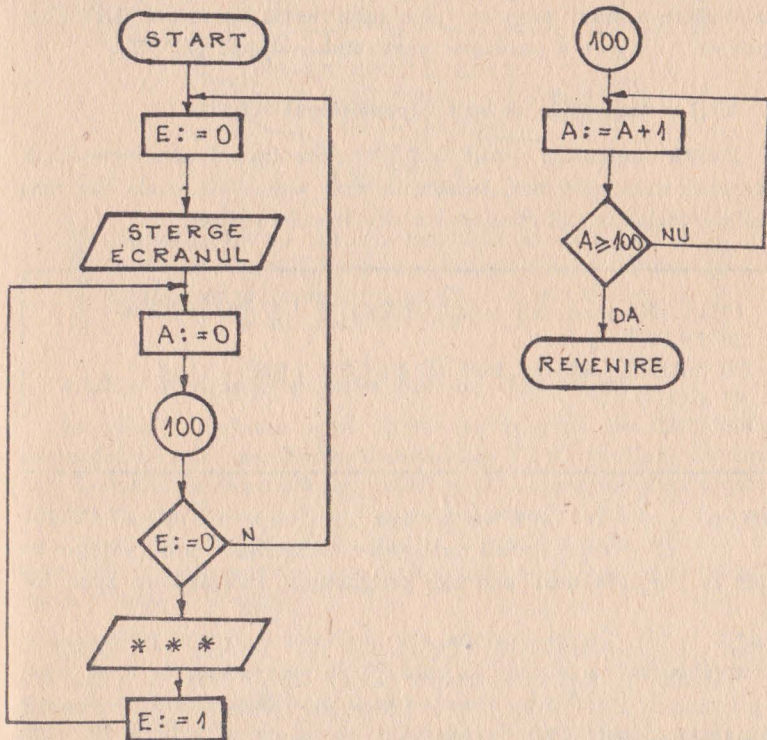 START
E:=0
STERGE
ECRANUL
A:=0
100
E:=0
N
* * *
E:=1
100
A:=A+1
A≥100
NU
DA
REVENIRE